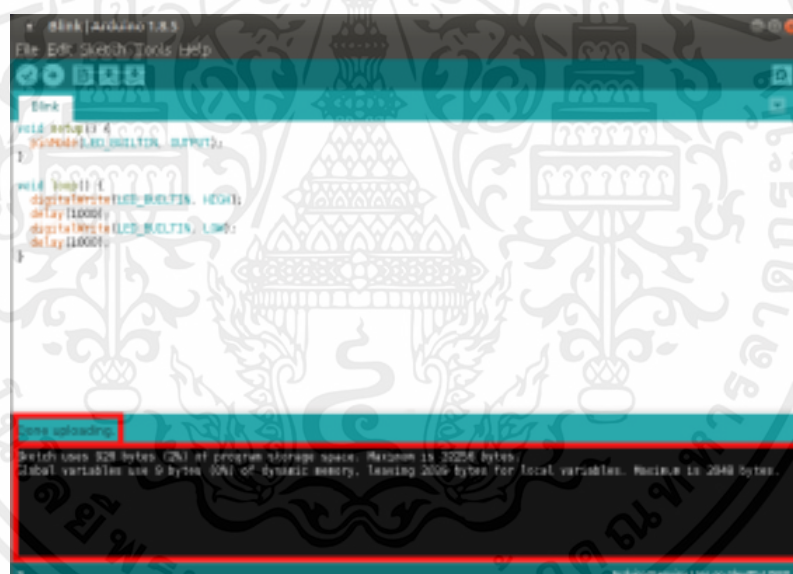 Blink | Arduino 1.8.5
File Edit Sketch Tools Help
Blink
void setup() {
pinMode(LED_BUILTIN, OUTPUT);
}
void loop() {
digitalWrite(LED_BUILTIN, HIGH);
delay(1000);
digitalWrite(LED_BUILTIN, LOW);
delay(1000);
}
Done uploading.
Sketch uses bytes (2%) of program storage space. Maximum is 32256 bytes.
Global variables use 9 bytes (0%) of dynamic memory, leaving 2039 bytes for local variables. Maximum is 2048 bytes.